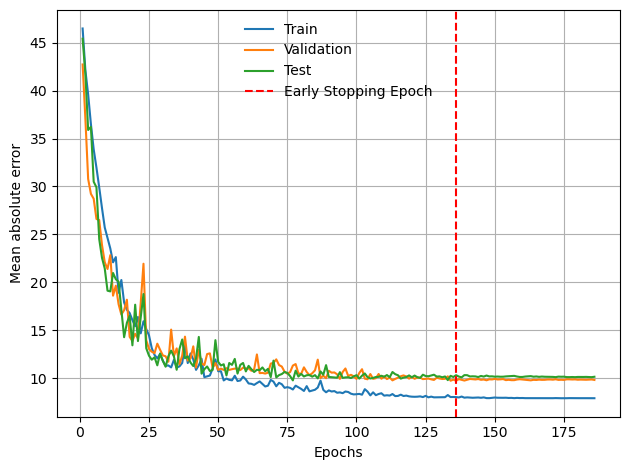 Train
Validation
Test
Early Stopping Epoch
Mean absolute error
45
40
35
30
25
20
15
10
0 25 50 75 100 125 150 175
Epochs